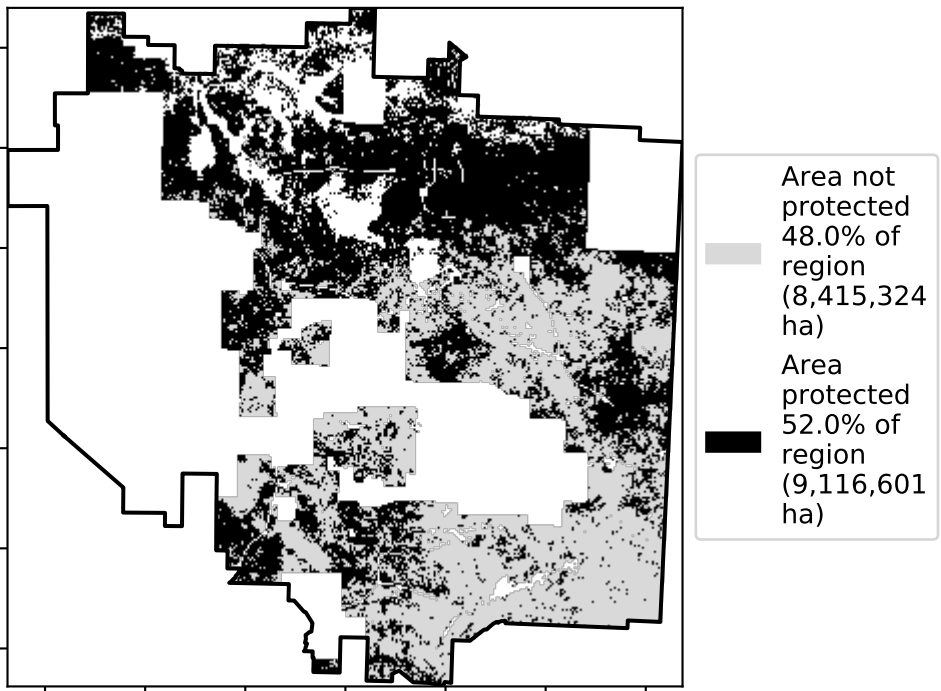 Area not
protected
48.0% of
region
(8,415,324
ha)
Area
protected
52.0% of
region
(9,116,601
ha)